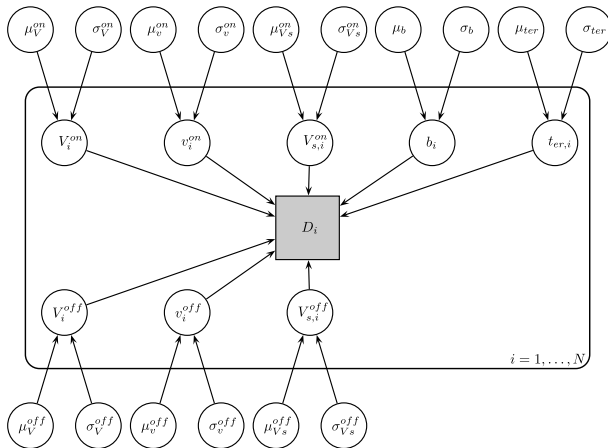 μ_V^{on} σ_V^{on} μ_v^{on} σ_v^{on} μ_{Vs}^{on} σ_{Vs}^{on} μ_b σ_b μ_{ter} σ_{ter}
V_i^{on} v_i^{on} V_{s,i}^{on} b_i t_{er,i}
D_i
V_i^{off} v_i^{off} V_{s,i}^{off}
i = 1, . . . , N
μ_V^{off} σ_V^{off} μ_v^{off} σ_v^{off} μ_{Vs}^{off} σ_{Vs}^{off}